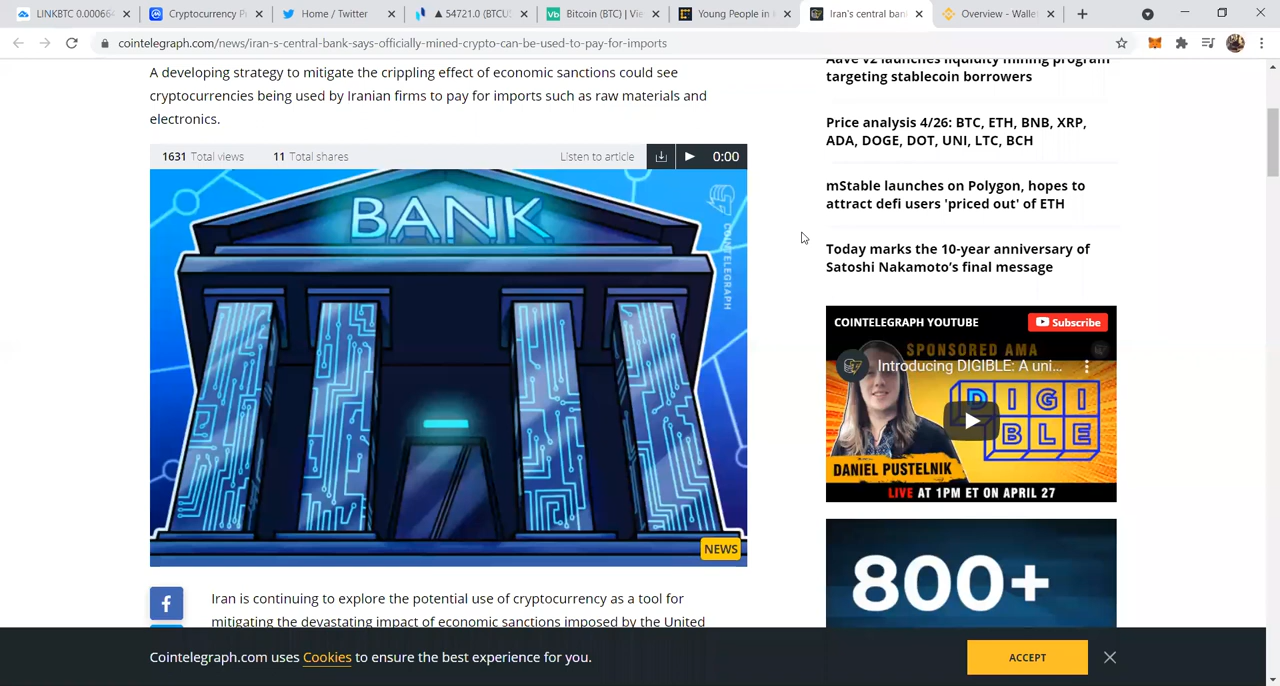 LINKBTC 0.000664
Cryptocurrency P
Home / Twitter
▲ 54721.0 (BTCUS
Bitcoin (BTC) | Vie
Young People in
Iran's central ban
Overview - Walle
cointelegraph.com/news/iran-s-central-bank-says-officially-mined-crypto-can-be-used-to-pay-for-imports
A developing strategy to mitigate the crippling effect of economic sanctions could see
cryptocurrencies being used by Iranian firms to pay for imports such as raw materials and
electronics.
1631 Total views
11 Total shares
Listen to article
0:00
BANK
COINTELEGRAPH
NEWS
Iran is continuing to explore the potential use of cryptocurrency as a tool for
mitigating the devastating impact of economic sanctions imposed by the United
Aave v2 launches liquidity mining program
targeting stablecoin borrowers
Price analysis 4/26: BTC, ETH, BNB, XRP,
ADA, DOGE, DOT, UNI, LTC, BCH
mStable launches on Polygon, hopes to
attract defi users 'priced out' of ETH
Today marks the 10-year anniversary of
Satoshi Nakamoto's final message
COINTELEGRAPH YOUTUBE
Subscribe
SPONSORED AMA
Introducing DIGIBLE: A uni...
DIGI
BLE
DANIEL PUSTELNIK
LIVE AT 1PM ET ON APRIL 27
800+
Cointelegraph.com uses Cookies to ensure the best experience for you.
ACCEPT